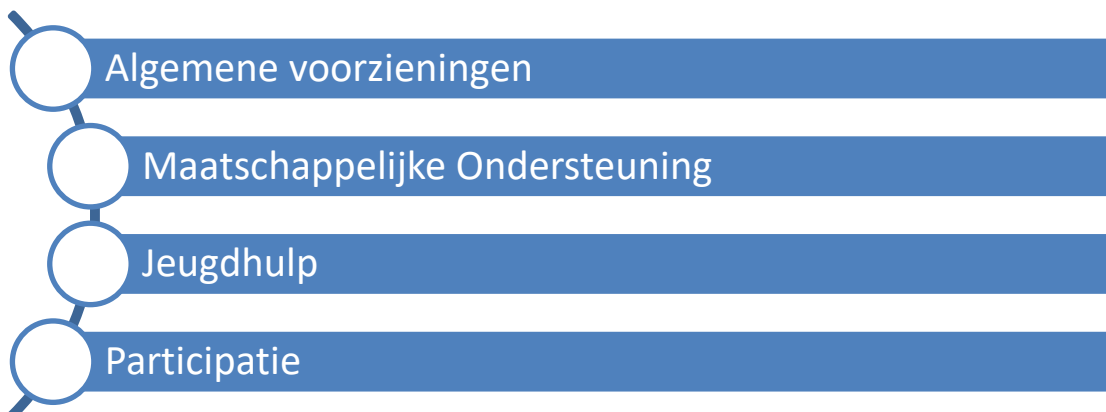 Algemene voorzieningen
Maatschappelijke Ondersteuning
Jeugdhulp
Participatie